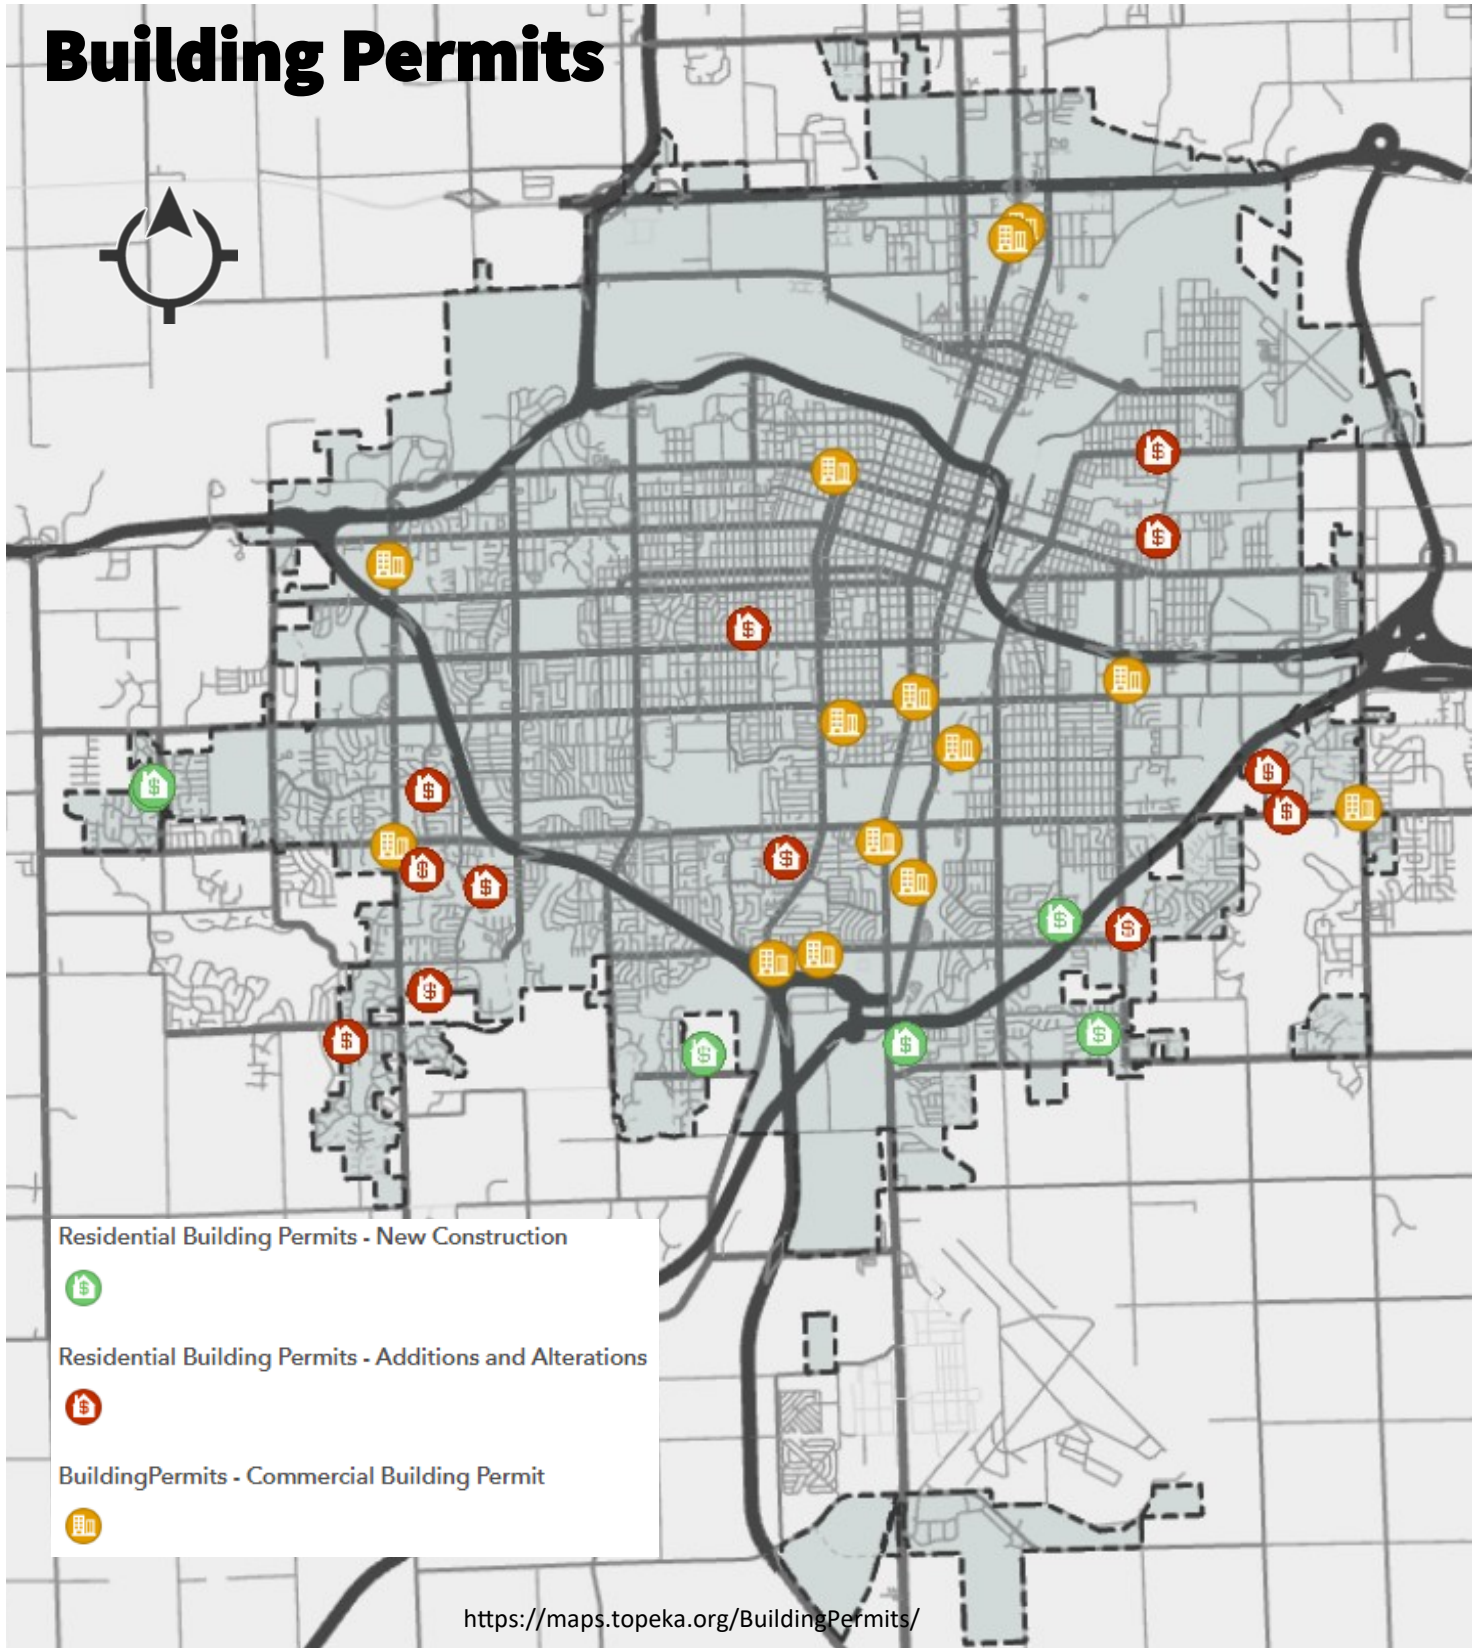 Building Permits
Residential Building Permits - New Construction
Residential Building Permits - Additions and Alterations
BuildingPermits - Commercial Building Permit
https://maps.topeka.org/BuildingPermits/